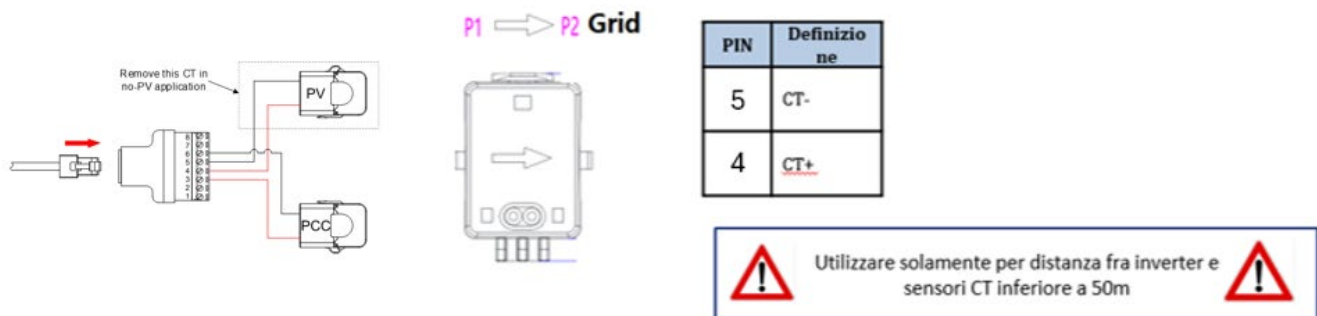 P1 P2 Grid
Remove this CT in
no-PV application
PV
8
7
6
5
4
3
2
1
PCC
PIN Definizio
ne
5 CT-
4 CT+
Utilizzare solamente per distanza fra inverter e
sensori CT inferiore a 50m